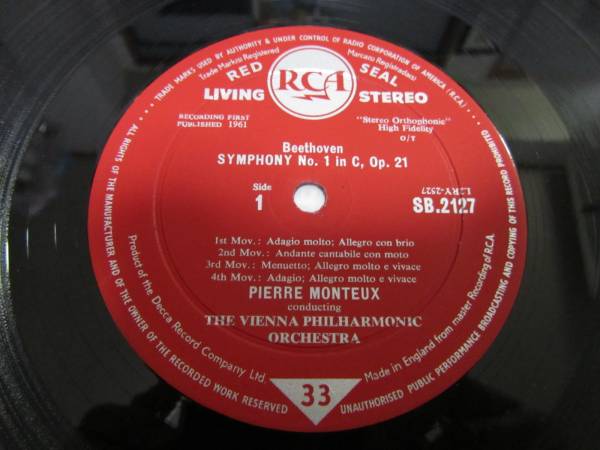 TRADE MARKS USED BY AUTHORITY & UNDER CONTROL OF RADIO CORPORATION OF AMERICA (R.C.A.)
Trade Marks Registered
Marcas Registradas
RED SEAL
RCA
LIVING STEREO
RECORDING FIRST
PUBLISHED 1961
"Stereo Orthophonic"
High Fidelity
O/T
Beethoven
SYMPHONY No. 1 in C, Op. 21
Side
1
SB.2127
1st Mov.: Adagio molto; Allegro con brio
2nd Mov.: Andante cantabile con moto
3rd Mov.: Menuetto; Allegro molto e vivace
4th Mov.: Adagio; Allegro molto e vivace
PIERRE MONTEUX
conducting
THE VIENNA PHILHARMONIC
ORCHESTRA
Product of the Decca Record Company Ltd.
33
Made in England from master Recording of R.C.A.
ALL RIGHTS OF THE MANUFACTURER AND OF THE OWNER OF THE RECORDED WORK RESERVED
UNAUTHORISED PUBLIC PERFORMANCE BROADCASTING AND COPYING OF THIS RECORD PROHIBITED